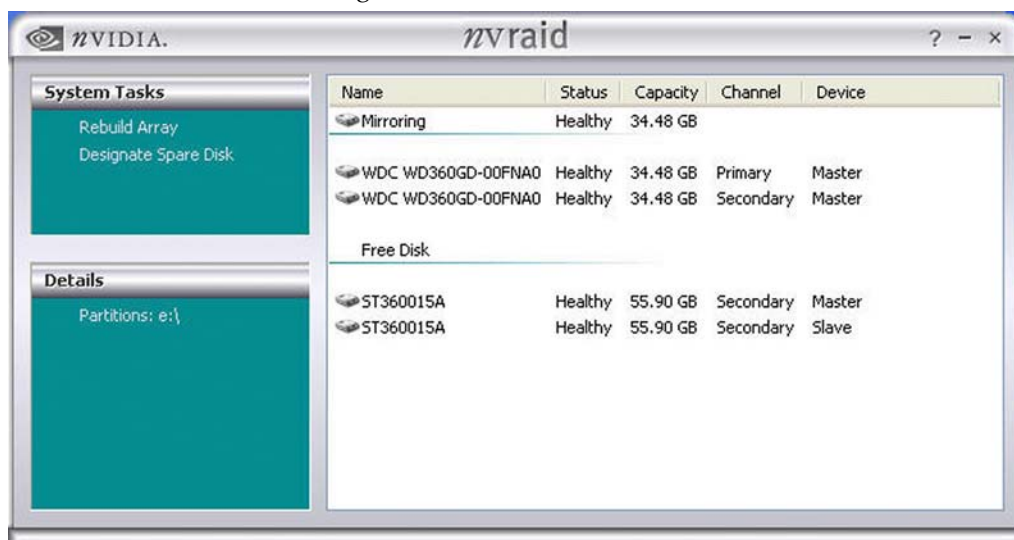 NVIDIA.
nvraid
? - ×
System Tasks
Rebuild Array
Designate Spare Disk
Details
Partitions: e:\
Name Status Capacity Channel Device
Mirroring Healthy 34.48 GB
WDC WD360GD-00FNA0 Healthy 34.48 GB Primary Master
WDC WD360GD-00FNA0 Healthy 34.48 GB Secondary Master
Free Disk
ST360015A Healthy 55.90 GB Secondary Master
ST360015A Healthy 55.90 GB Secondary Slave